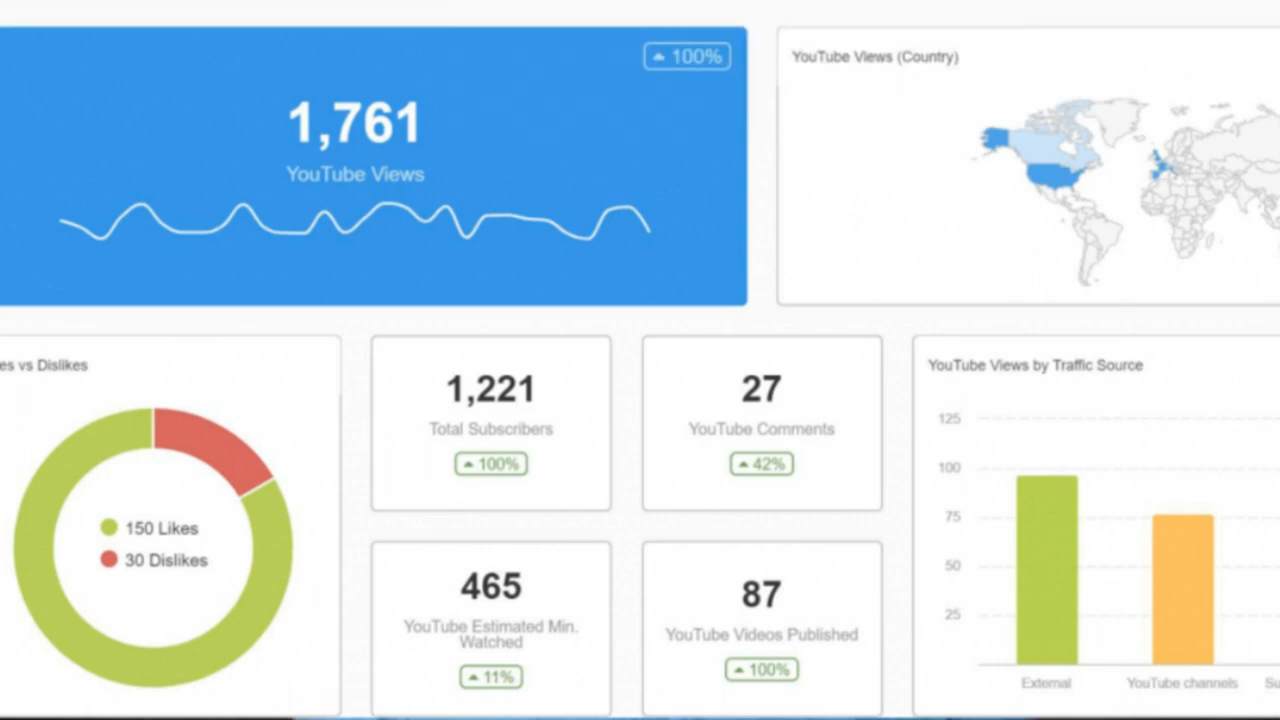 100%
1,761
YouTube Views
YouTube Views (Country)
es vs Dislikes
150 Likes
30 Dislikes
1,221
Total Subscribers
100%
27
YouTube Comments
42%
465
YouTube Estimated Min.
Watched
11%
87
YouTube Videos Published
100%
YouTube Views by Traffic Source
125
100
75
50
25
External
YouTube channels
Su